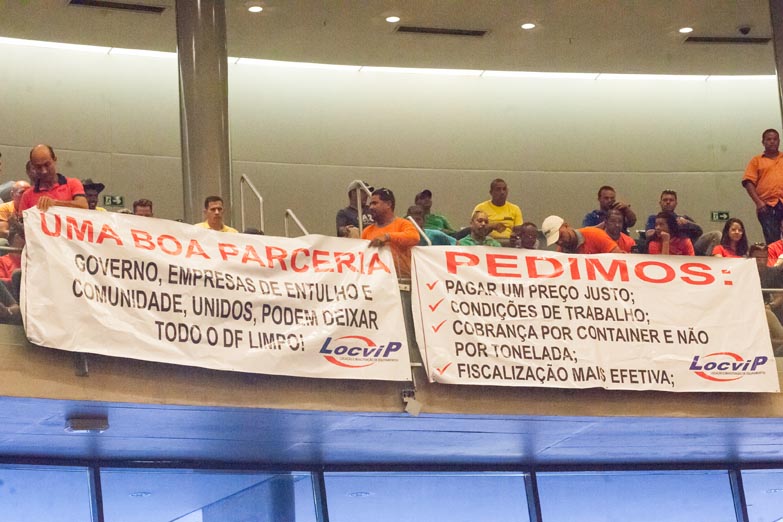 UMA BOA PARCERIA
GOVERNO, EMPRESAS DE ENTULHO E
COMUNIDADE, UNIDOS, PODEM DEIXAR
TODO O DF LIMPO!
LocviP
PEDIMOS:
PAGAR UM PREÇO JUSTO;
CONDIÇÕES DE TRABALHO;
COBRANÇA POR CONTAINER E NÃO
POR TONELADA;
FISCALIZAÇÃO MAIS EFETIVA;
LocviP